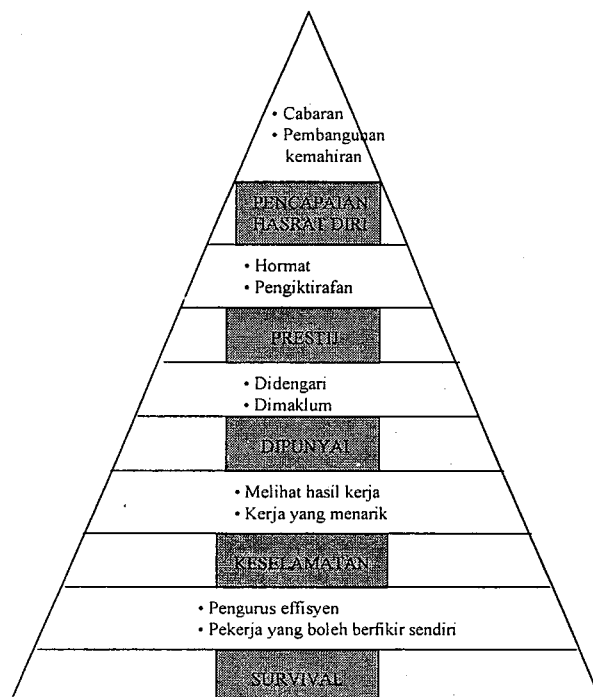 • Cabaran
• Pembangunan
kemahiran
PENCAPAIAN
HASRAT DIRI
• Hormat
• Pengiktirafan
PRESTIJ
• Didengari
• Dimaklum
DIPUNYAI
• Melihat hasil kerja
• Kerja yang menarik
KESELAMATAN
• Pengurus effisyen
• Pekerja yang boleh berfikir sendiri
SURVIVAL